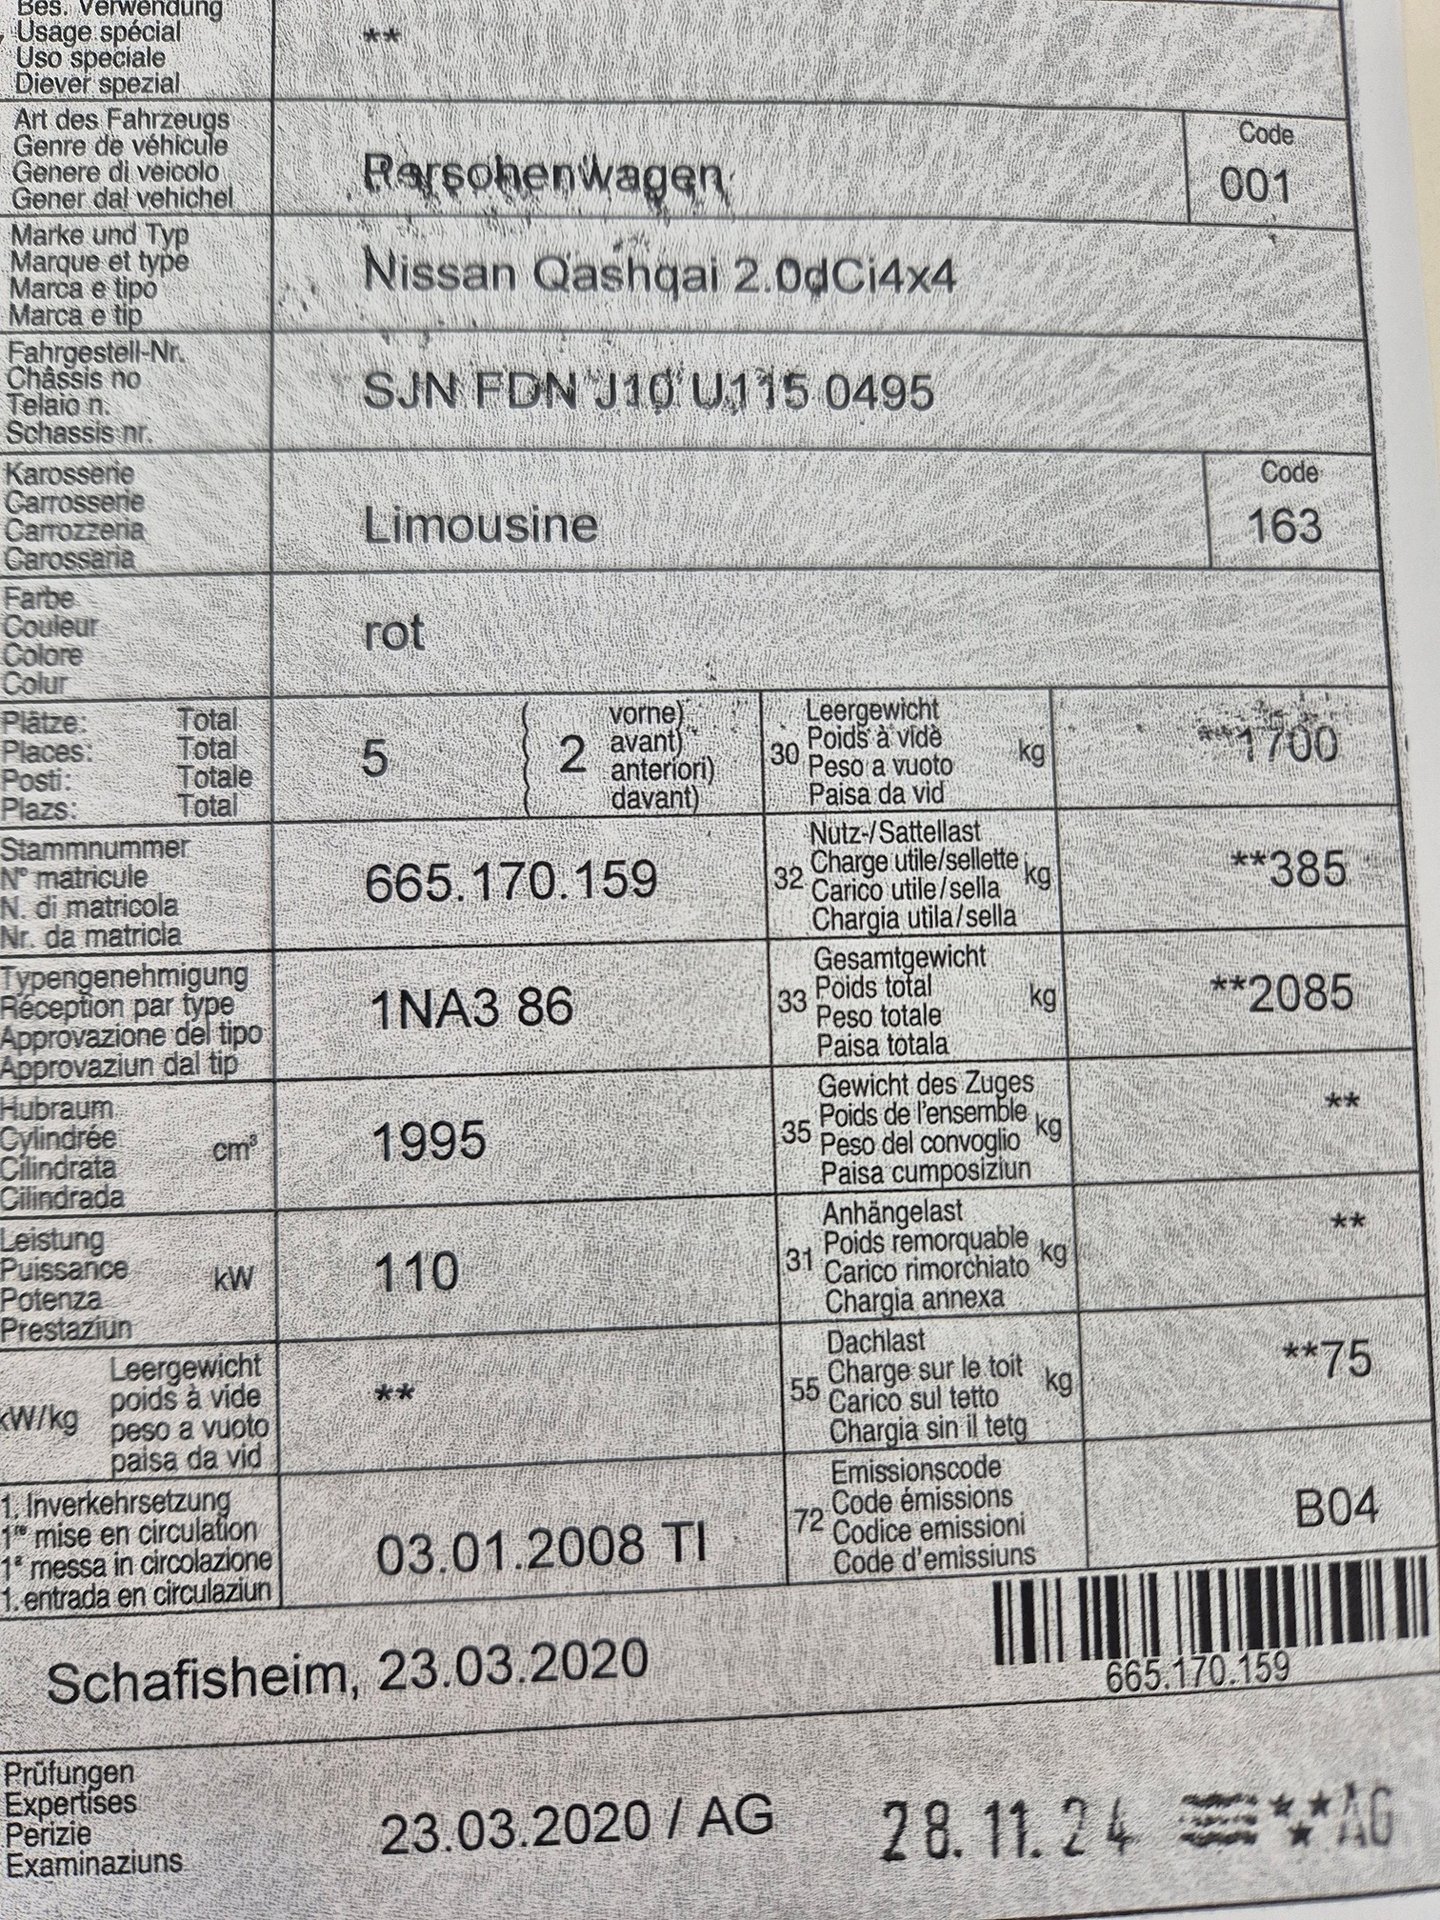 Bes. Verwendung
Usage spécial
Uso speciale
Diever spezial
**
Art des Fahrzeugs
Genre de véhicule
Genere di veicolo
Gener dal vehichel
Personenwagen
Code
001
Marke und Typ
Marque et type
Marca e tipo
Marca e tip
Nissan Qashqai 2.0dCi4x4
Fahrgestell-Nr.
Châssis no
Telaio n.
Schassis nr.
SJN FDN J10 U115 0495
Karosserie
Carrosserie
Carrozzeria
Carossaria
Limousine
Code
163
Farbe
Couleur
Colore
Colur
rot
Plätze: Total
Places: Total
Posti: Totale
Plazs: Total
5 ( 2 vorne)
avant)
anteriori)
davant)
30 Leergewicht
Poids à vide
Peso a vuoto
Paisa da vid
kg
**1700
Stammnummer
N° matricule
N. di matricola
Nr. da matricla
665.170.159
32 Nutz-/Sattellast
Charge utile/sellette
Carico utile/sella
Chargia utila/sella
kg
**385
Typengenehmigung
Réception par type
Approvazione del tipo
Approvaziun dal tip
1NA3 86
33 Gesamtgewicht
Poids total
Peso totale
Paisa totala
kg
**2085
Hubraum
Cylindrée
Cilindrata
Cilindrada
cm³
1995
35 Gewicht des Zuges
Poids de l'ensemble
Peso del convoglio
Paisa cumposiziun
kg
**
Leistung
Puissance
Potenza
Prestaziun
kW
110
31 Anhängelast
Poids remorquable
Carico rimorchiato
Chargia annexa
kg
**
kW/kg
Leergewicht
poids à vide
peso a vuoto
paisa da vid
**
55 Dachlast
Charge sur le toit
Carico sul tetto
Chargia sin il tetg
kg
**75
1. Inverkehrsetzung
1re mise en circulation
1a messa in circolazione
1. entrada en circulaziun
03.01.2008 TI
72 Emissionscode
Code émissions
Codice emissioni
Code d'emissiuns
B04
Schafisheim, 23.03.2020
665.170.159
Prüfungen
Expertises
Perizie
Examinaziuns
23.03.2020 / AG
28.11.24 ***AG